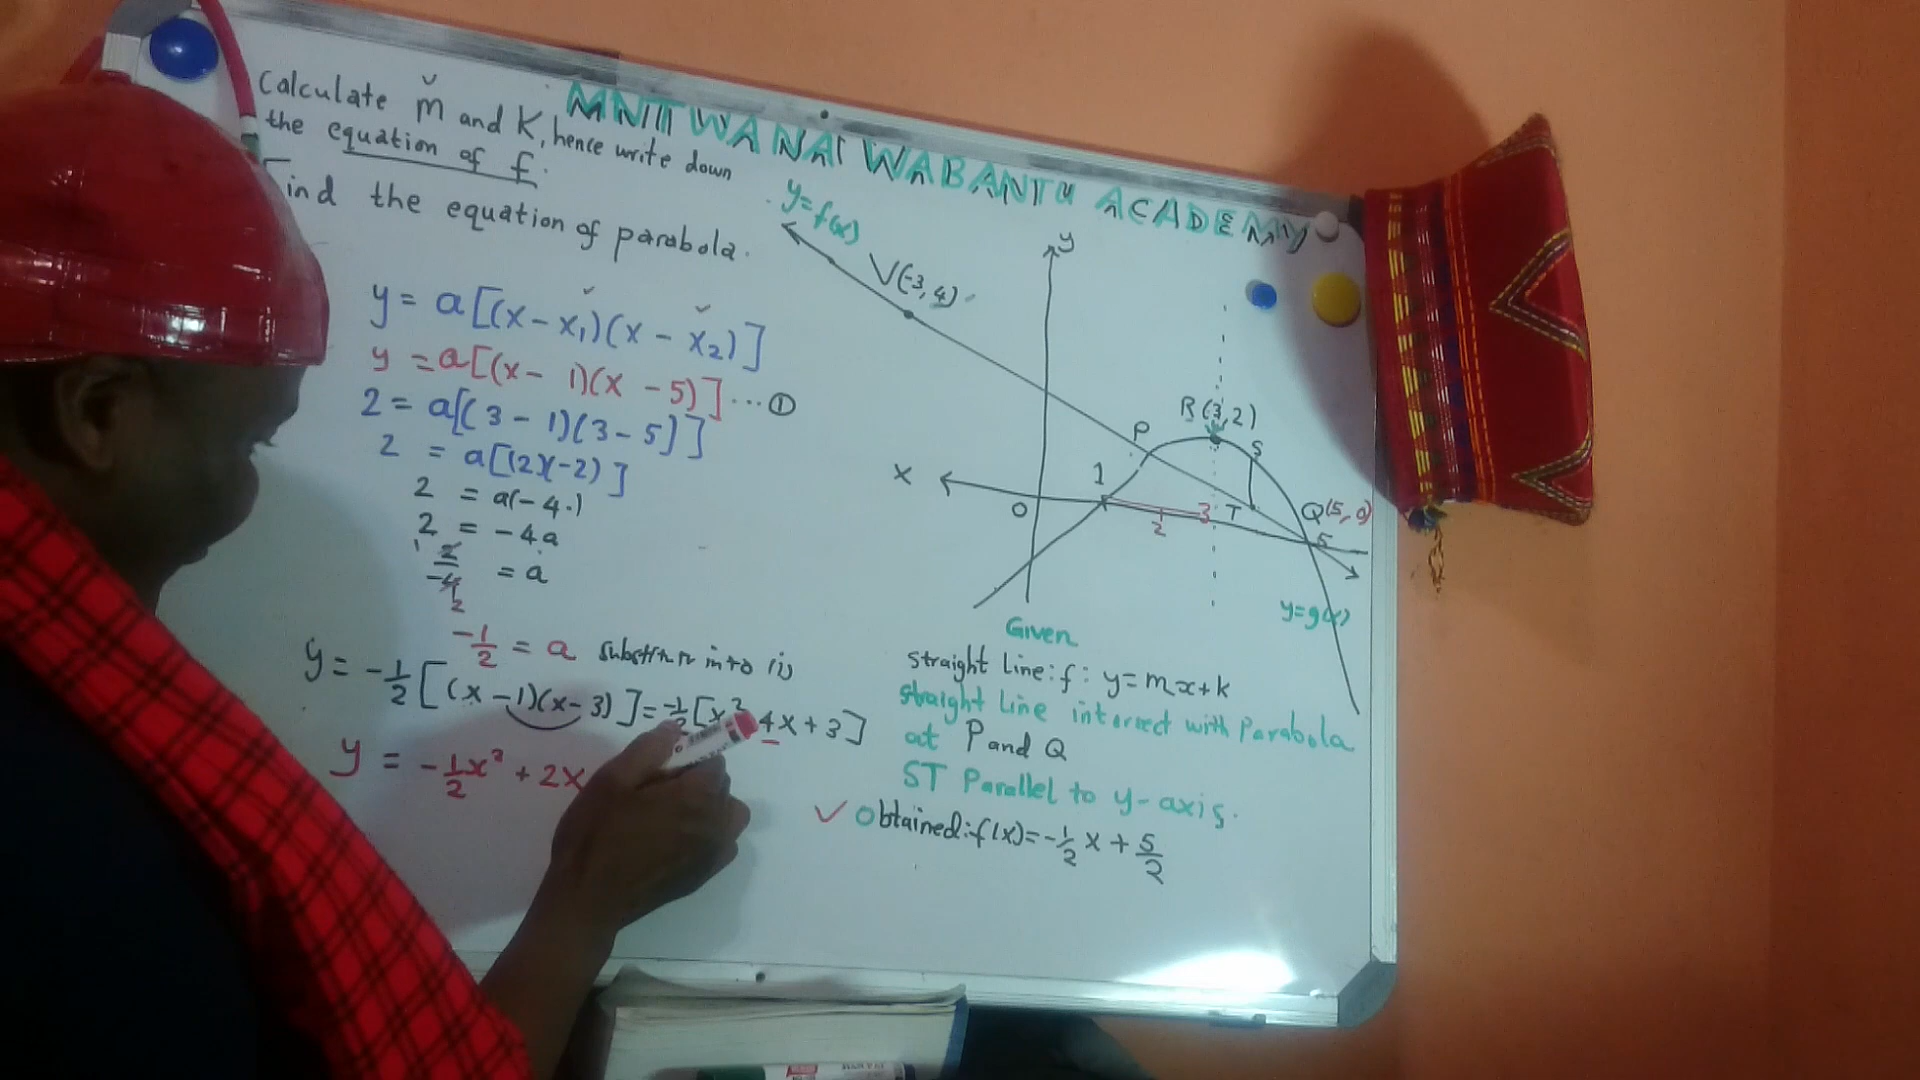 MNTWANA WABANTU ACADEMY
Calculate m and K, hence write down
the equation of f.
Find the equation of parabola.
y = a[(x - x₁)(x - x₂)]
y = a[(x - 1)(x - 5)] ... ①
2 = a[(3 - 1)(3 - 5)]
2 = a[(2)(-2)]
2 = a(-4)
2 = -4a
2/-4 = a
1
2
-1/2 = a
y = -1/2 [(x - 1)(x - 3)] = -1/2 [x² 4x + 3]
y = -1/2 x² + 2x
y = f(x)
V(-3, 4)
y
R(3, 2)
P
S
x
1
O
2
3
T
Q(5, 0)
5
y = g(x)
Given
straight line: f: y = mx + k
straight line intersect with Parabola
at P and Q
ST Parallel to y-axis.
✓ Obtained: f(x) = -1/2 x + 5/2